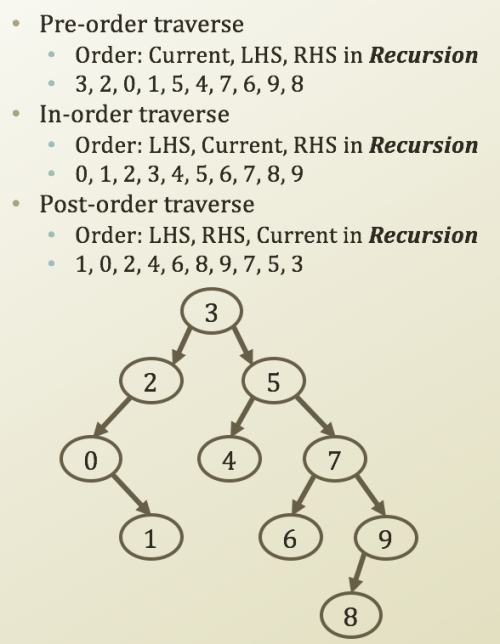 Pre-order traverse
Order: Current, LHS, RHS in Recursion
3, 2, 0, 1, 5, 4, 7, 6, 9, 8
In-order traverse
Order: LHS, Current, RHS in Recursion
0, 1, 2, 3, 4, 5, 6, 7, 8, 9
Post-order traverse
Order: LHS, RHS, Current in Recursion
1, 0, 2, 4, 6, 8, 9, 7, 5, 3
3
2 5
0 4 7
1 6 9
8